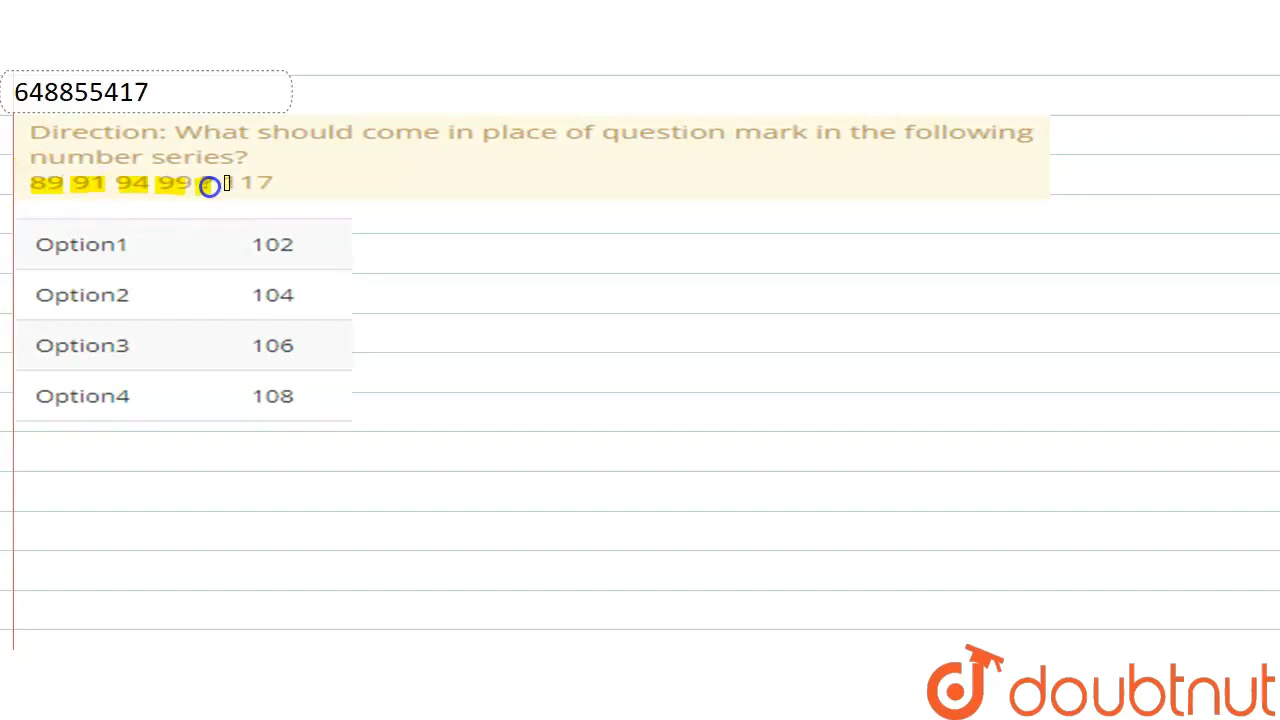 648855417
Direction: What should come in place of question mark in the following
number series?
89 91 94 99 ? 117
Option1 102
Option2 104
Option3 106
Option4 108
doubtnut